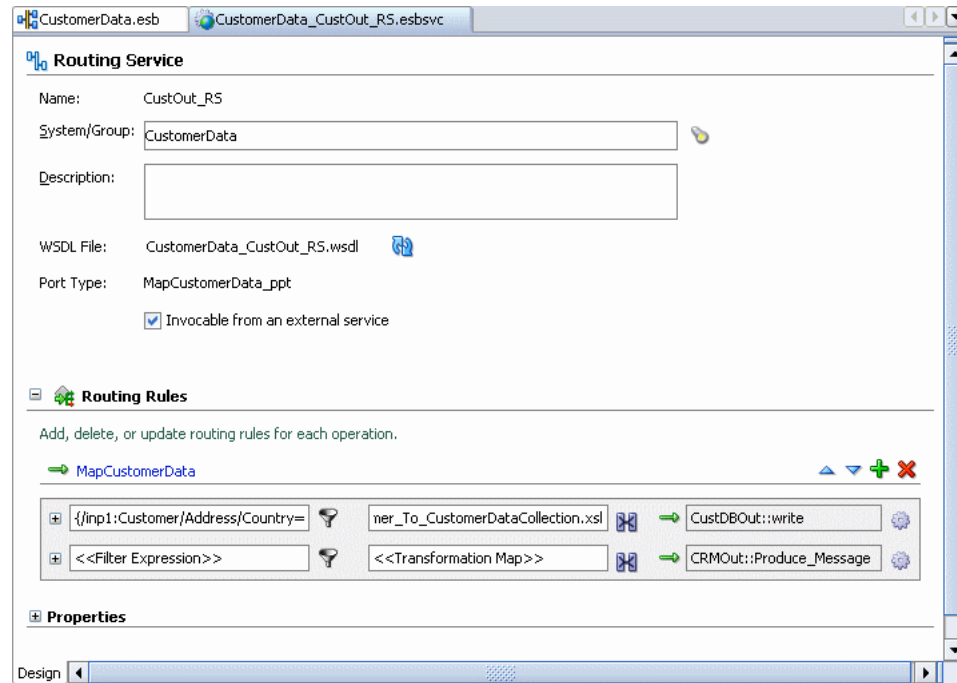 CustomerData.esb CustomerData_CustOut_RS.esbsvc
Routing Service
Name: CustOut_RS
System/Group: CustomerData
Description:
WSDL File: CustomerData_CustOut_RS.wsdl
Port Type: MapCustomerData_ppt
Invocable from an external service
Routing Rules
Add, delete, or update routing rules for each operation.
MapCustomerData
{/inp1:Customer/Address/Country= ner_To_CustomerDataCollection.xsl CustDBOut::write
<<Filter Expression>> <<Transformation Map>> CRMOut::Produce_Message
Properties
Design